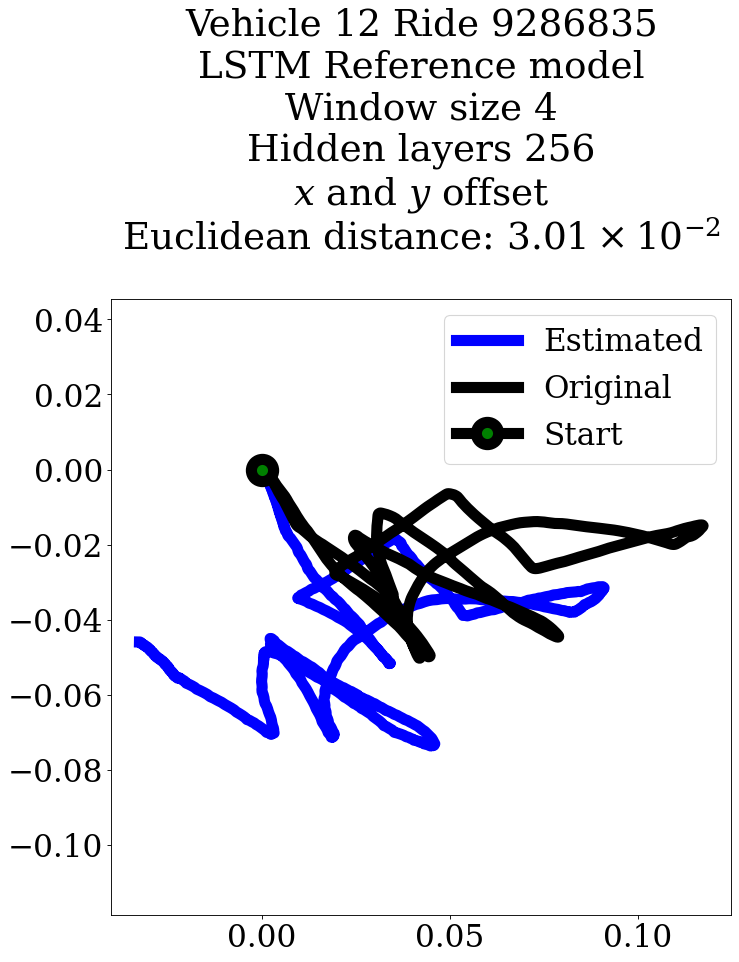 Vehicle 12 Ride 9286835
LSTM Reference model
Window size 4
Hidden layers 256
x and y offset
Euclidean distance: 3.01 × 10⁻²
Estimated
Original
Start
0.04
0.02
0.00
−0.02
−0.04
−0.06
−0.08
−0.10
0.00 0.05 0.10